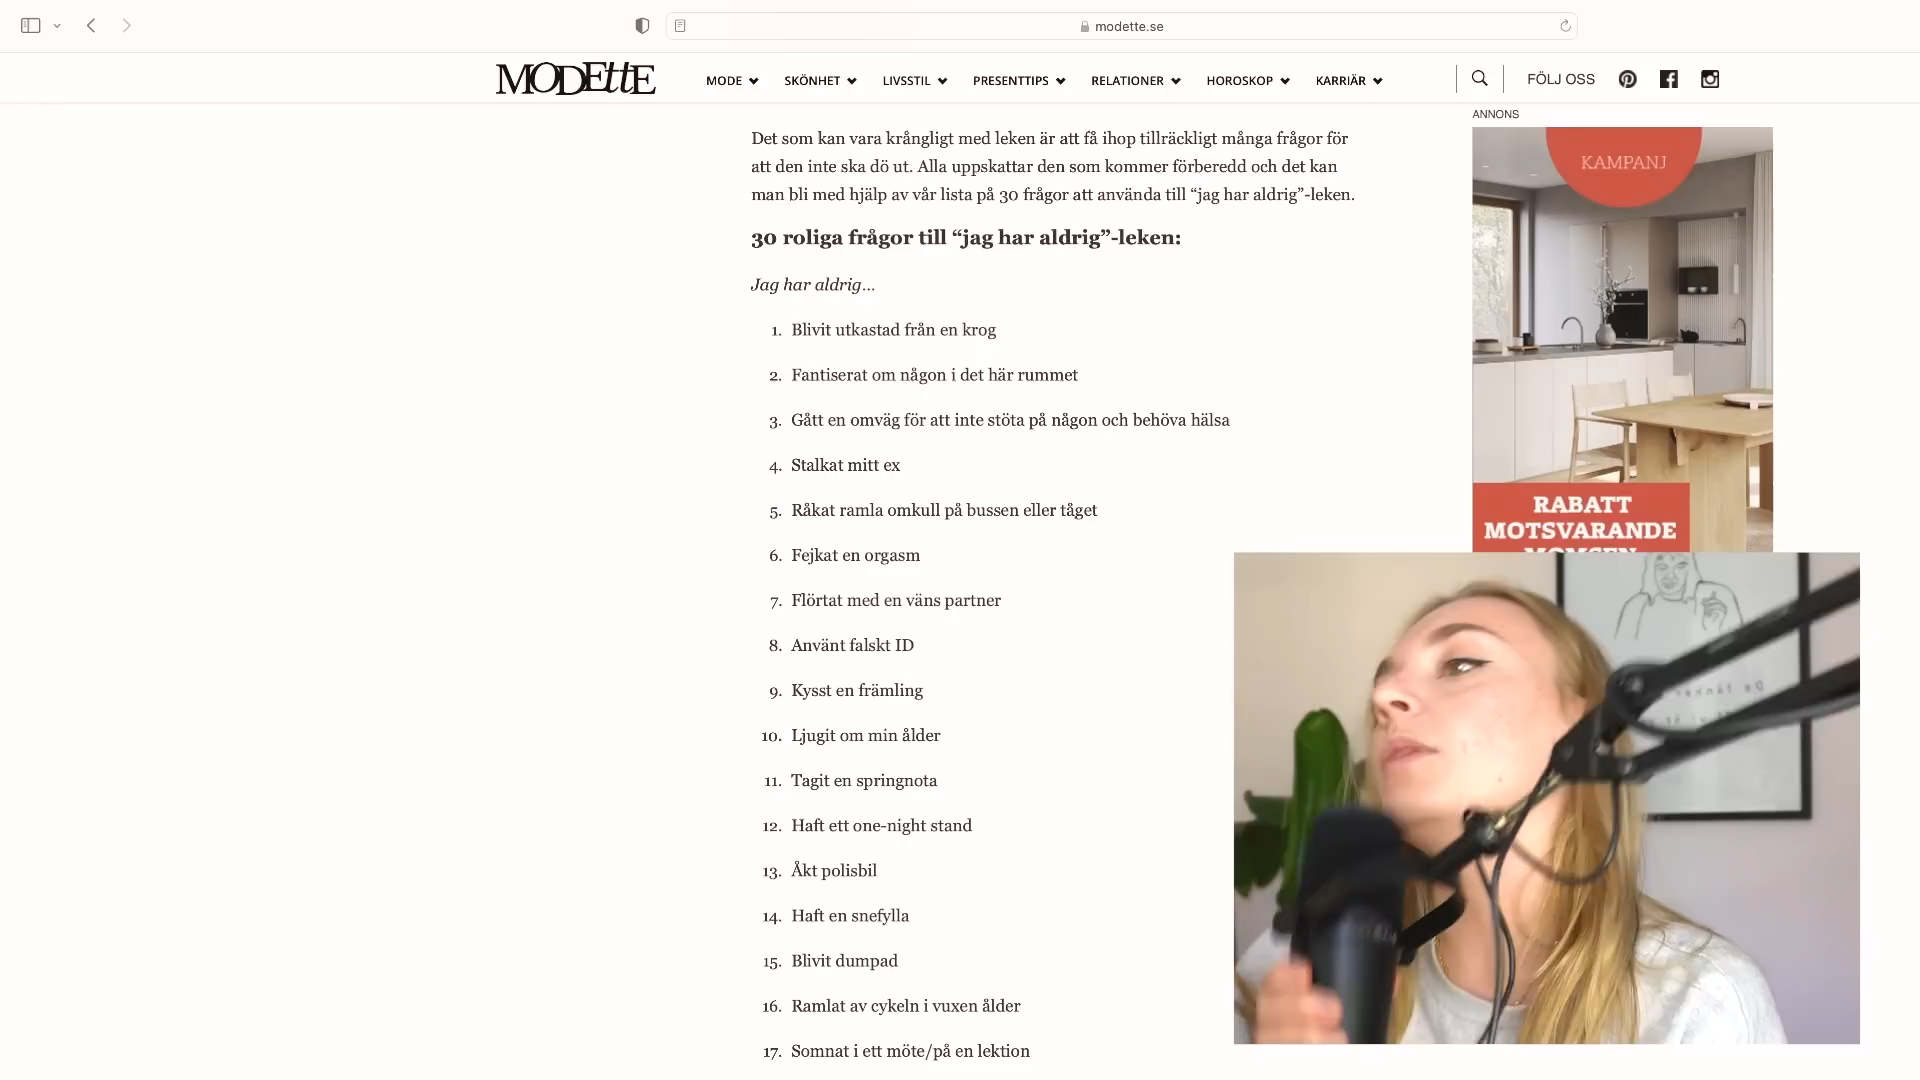 modette.se
MODEttE
MODE
SKÖNHET
LIVSSTIL
PRESENTTIPS
RELATIONER
HOROSKOP
KARRIÄR
FÖLJ OSS
ANNONS
Det som kan vara krångligt med leken är att få ihop tillräckligt många frågor för
att den inte ska dö ut. Alla uppskattar den som kommer förberedd och det kan
man bli med hjälp av vår lista på 30 frågor att använda till “jag har aldrig”-leken.
30 roliga frågor till “jag har aldrig”-leken:
Jag har aldrig…
1. Blivit utkastad från en krog
2. Fantiserat om någon i det här rummet
3. Gått en omväg för att inte stöta på någon och behöva hälsa
4. Stalkat mitt ex
5. Råkat ramla omkull på bussen eller tåget
6. Fejkat en orgasm
7. Flörtat med en väns partner
8. Använt falskt ID
9. Kysst en främling
10. Ljugit om min ålder
11. Tagit en springnota
12. Haft ett one-night stand
13. Åkt polisbil
14. Haft en snefylla
15. Blivit dumpad
16. Ramlat av cykeln i vuxen ålder
17. Somnat i ett möte/på en lektion
KAMPANJ
RABATT
MOTSVARANDE